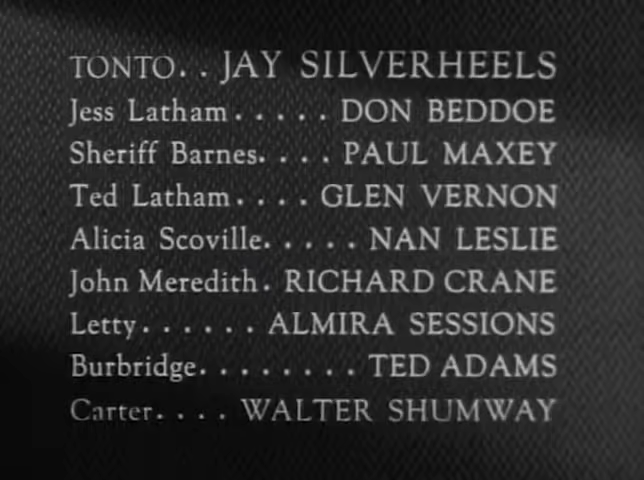 TONTO. . JAY SILVERHEELS
Jess Latham . . . . . DON BEDDOE
Sheriff Barnes. . . . PAUL MAXEY
Ted Latham . . . . GLEN VERNON
Alicia Scoville. . . . . NAN LESLIE
John Meredith . RICHARD CRANE
Letty . . . . . . ALMIRA SESSIONS
Burbridge. . . . . . . . TED ADAMS
Carter. . . . WALTER SHUMWAY